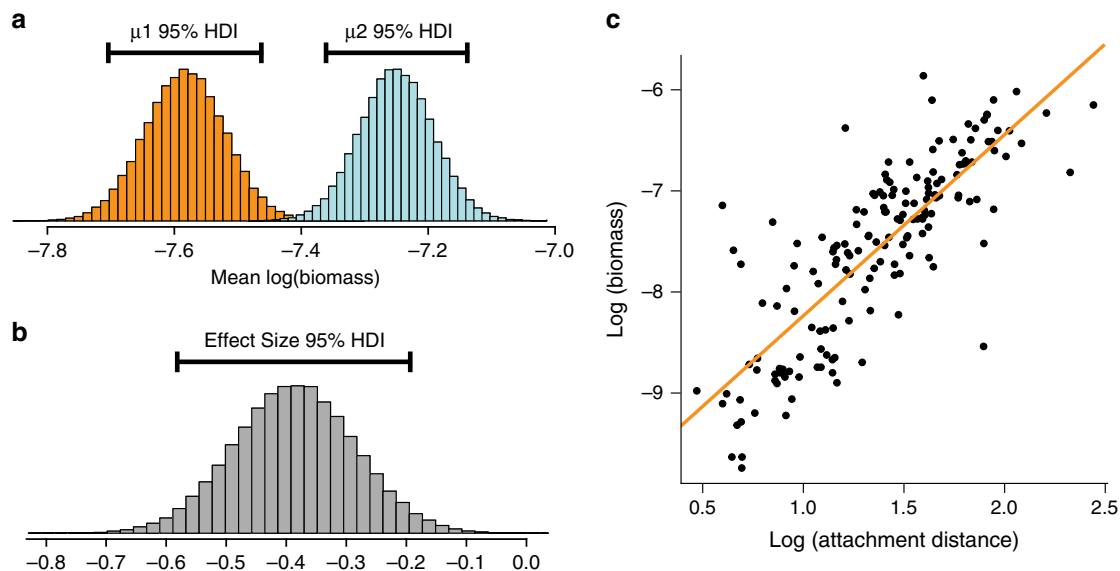 a
μ1 95% HDI
μ2 95% HDI
−7.8
−7.6
−7.4
−7.2
−7.0
Mean log(biomass)
b
Effect Size 95% HDI
−0.8
−0.7
−0.6
−0.5
−0.4
−0.3
−0.2
−0.1
0.0
c
−6
−7
−8
−9
Log (biomass)
0.5
1.0
1.5
2.0
2.5
Log (attachment distance)